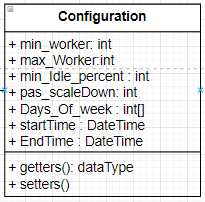 Configuration
+ min_worker: int
+ max_Worker:int
+ min_Idle_percent : int
+ pas_scaleDown: int
+ Days_Of_week : int[]
+ startTime : DateTime
+ EndTime : DateTime
+ getters(): dataType
+ setters()